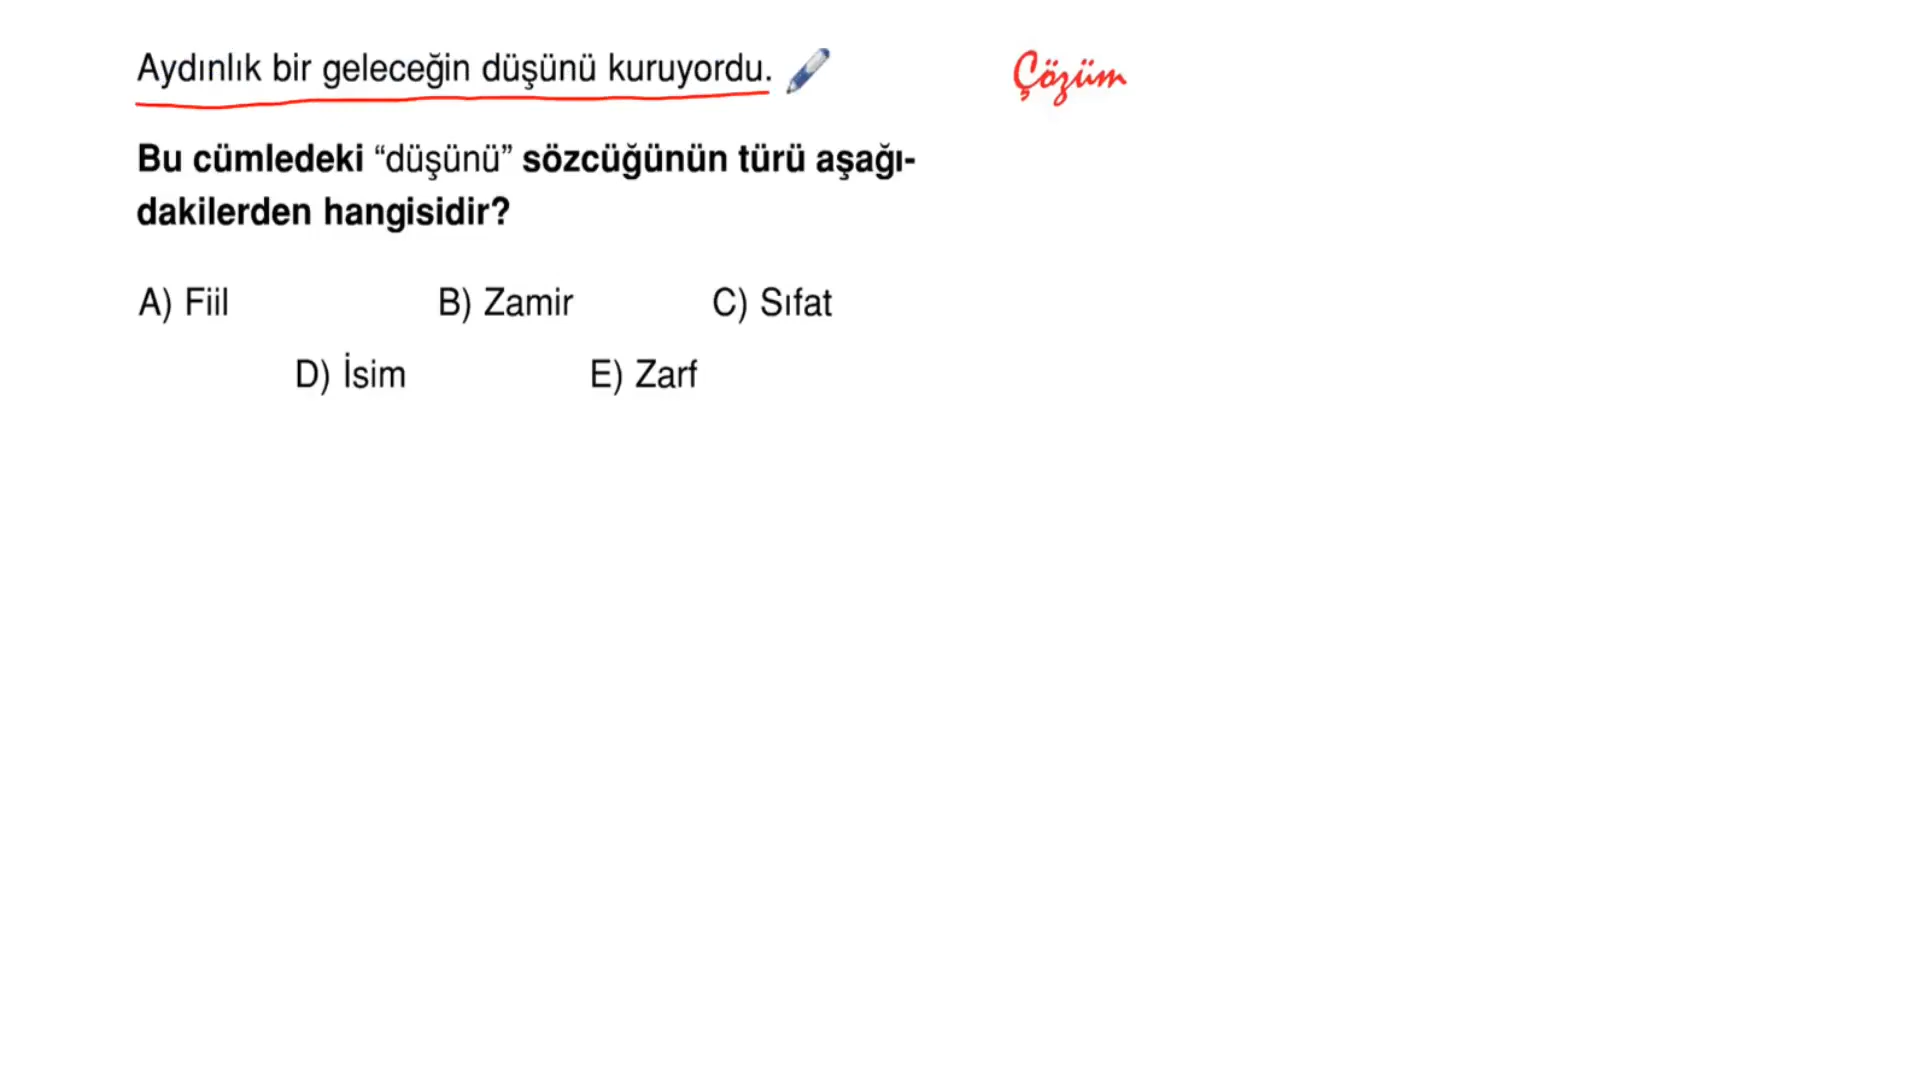 Aydınlık bir geleceğin düşünü kuruyordu.
Çözüm
Bu cümledeki “düşünü” sözcüğünün türü aşağı-
dakilerden hangisidir?
A) Fiil B) Zamir C) Sıfat
D) İsim E) Zarf